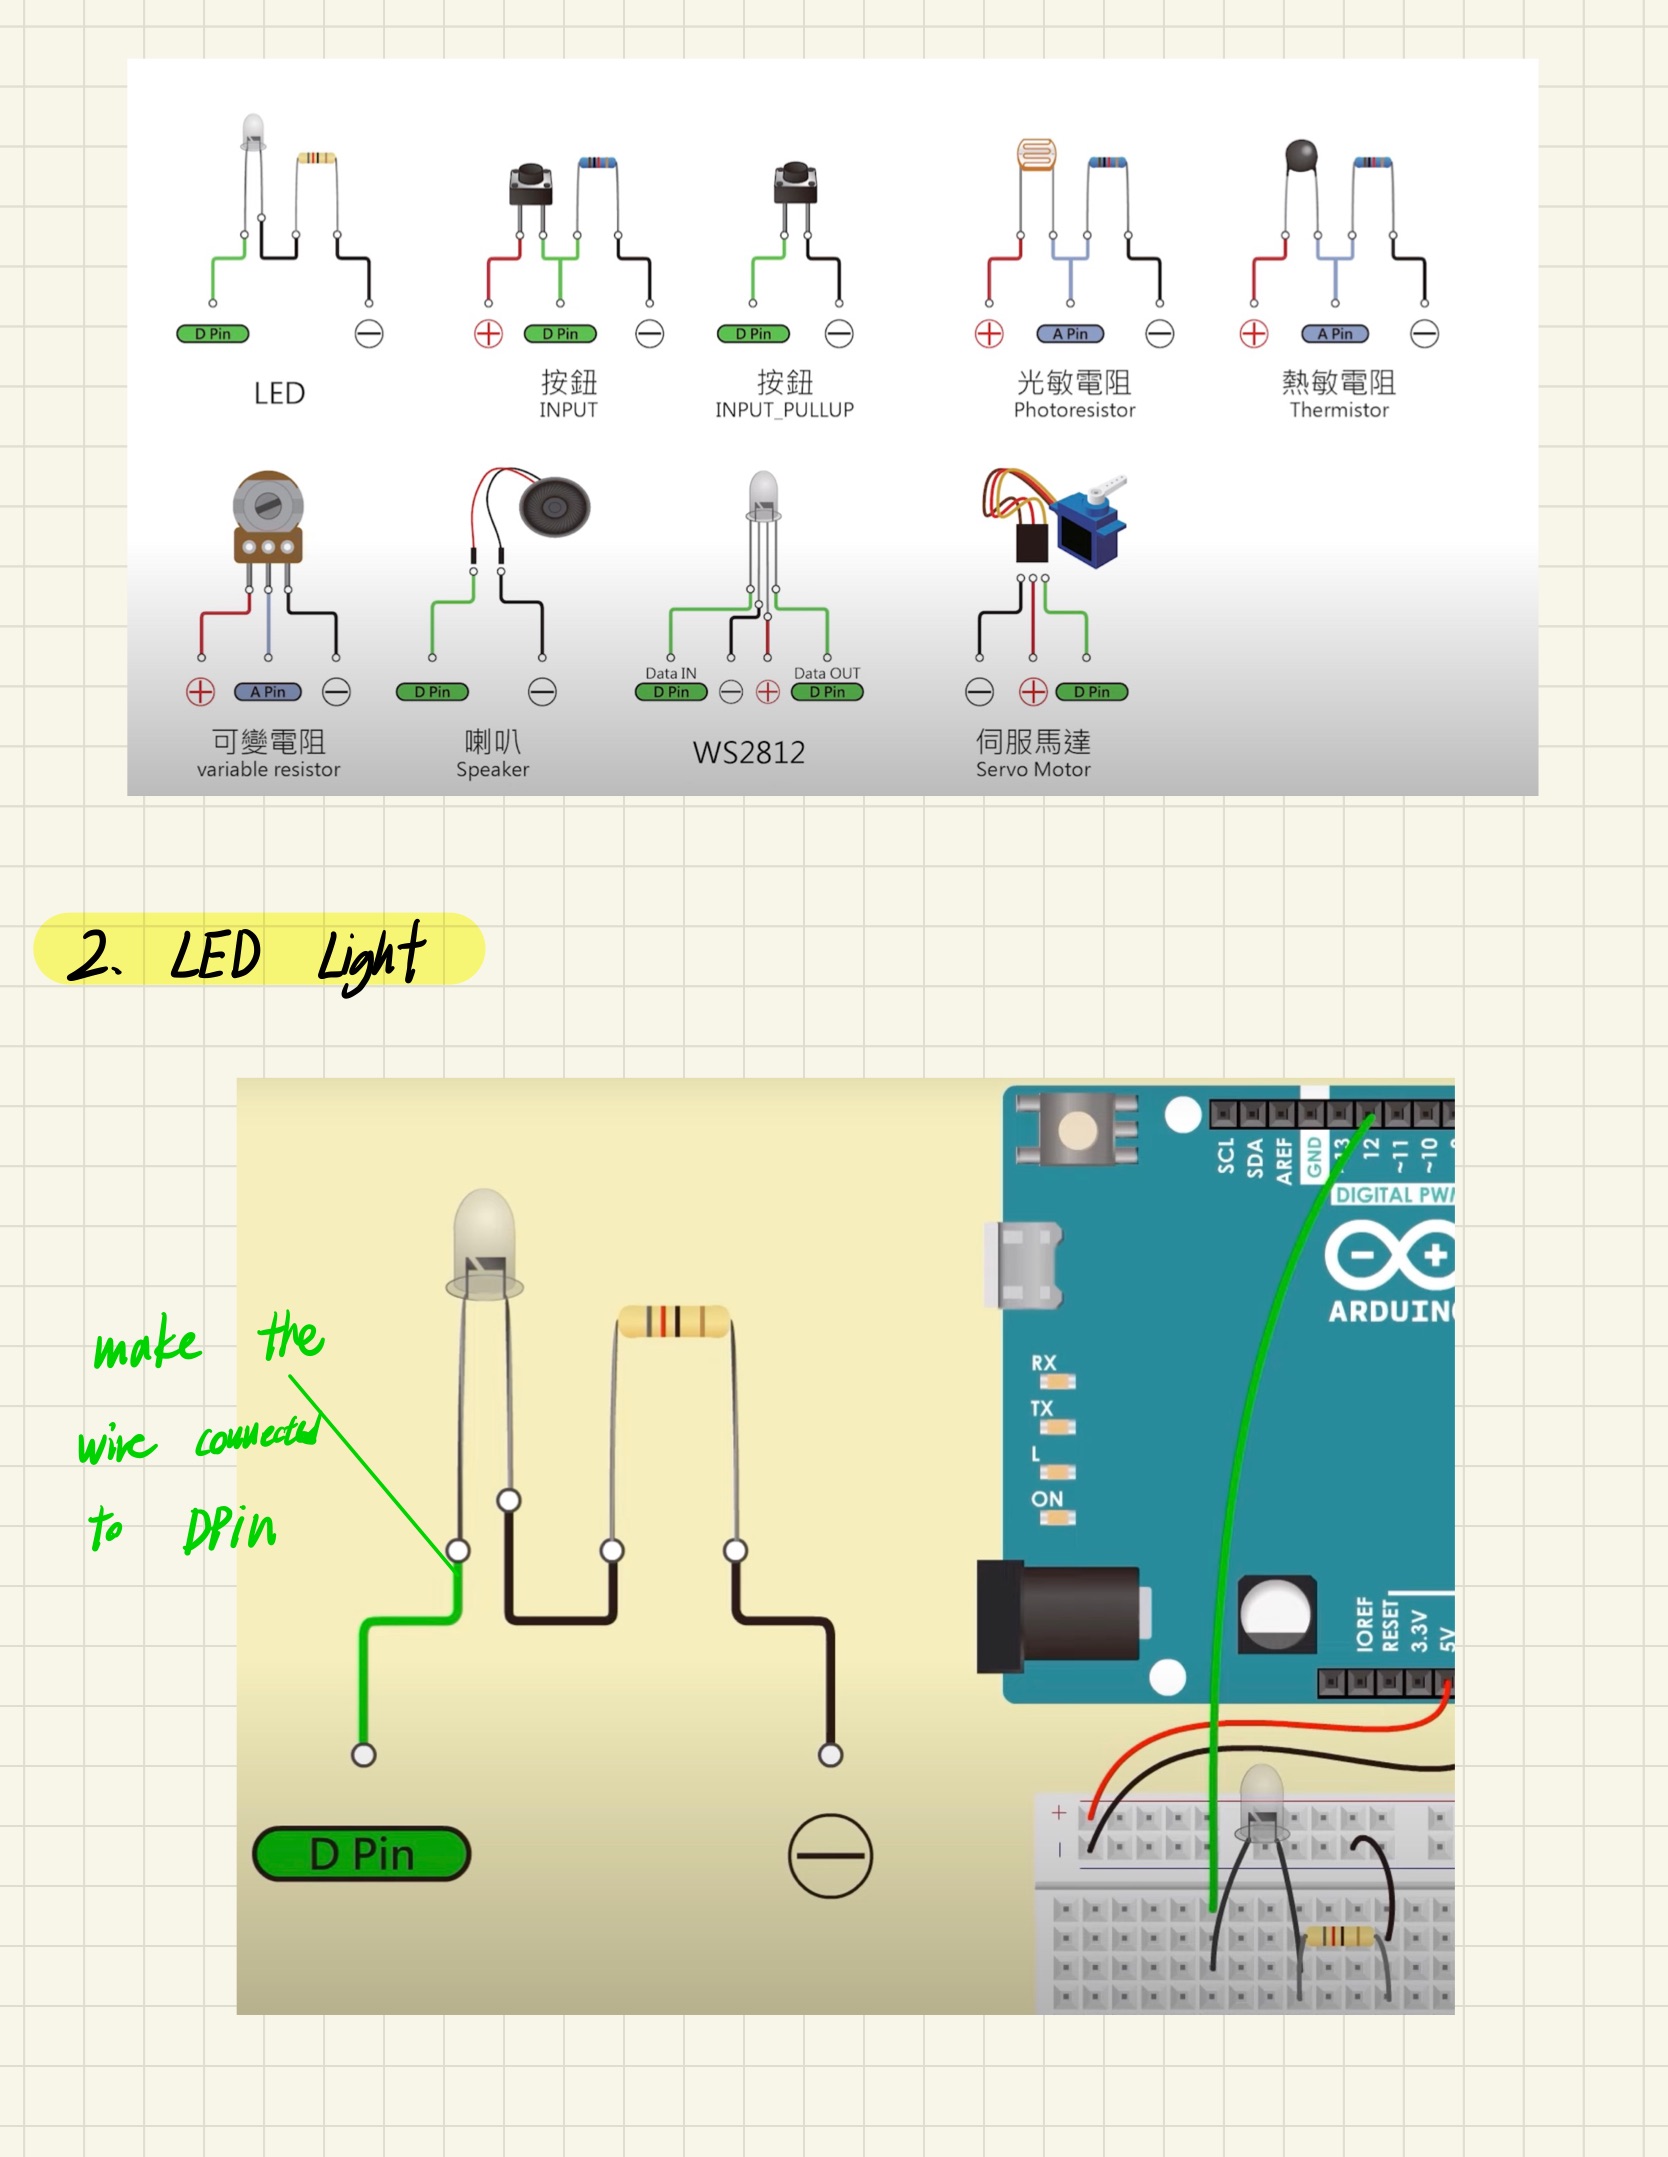 D Pin
LED
D Pin
按鈕
INPUT
D Pin
按鈕
INPUT_PULLUP
A Pin
光敏電阻
Photoresistor
A Pin
熱敏電阻
Thermistor
A Pin
可變電阻
variable resistor
D Pin
喇叭
Speaker
Data IN
D Pin
Data OUT
D Pin
WS2812
D Pin
伺服馬達
Servo Motor
2. LED Light
make the
wire connected
to DPin
D Pin
SCL
SDA
AREF
GND
13
12
~11
~10
DIGITAL PWM
ARDUINO
RX
TX
L
ON
IOREF
RESET
3.3V
5V